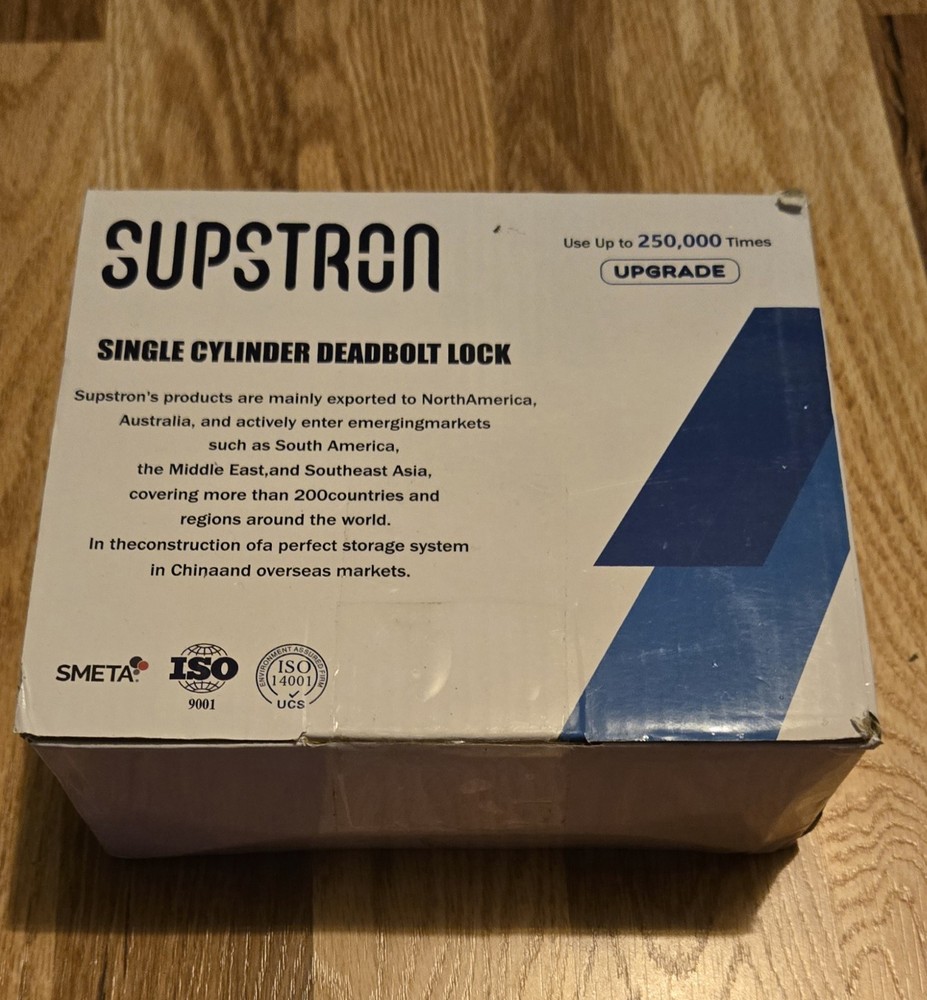 SUPSTRON
Use Up to 250,000 Times
UPGRADE
SINGLE CYLINDER DEADBOLT LOCK
Supstron's products are mainly exported to NorthAmerica,
Australia, and actively enter emergingmarkets
such as South America,
the Middle East,and Southeast Asia,
covering more than 200countries and
regions around the world.
In theconstruction ofa perfect storage system
in Chinaand overseas markets.
SMETA
ISO
9001
ENVIRONMENT ASSURED FIRM
ISO
14001
UCS